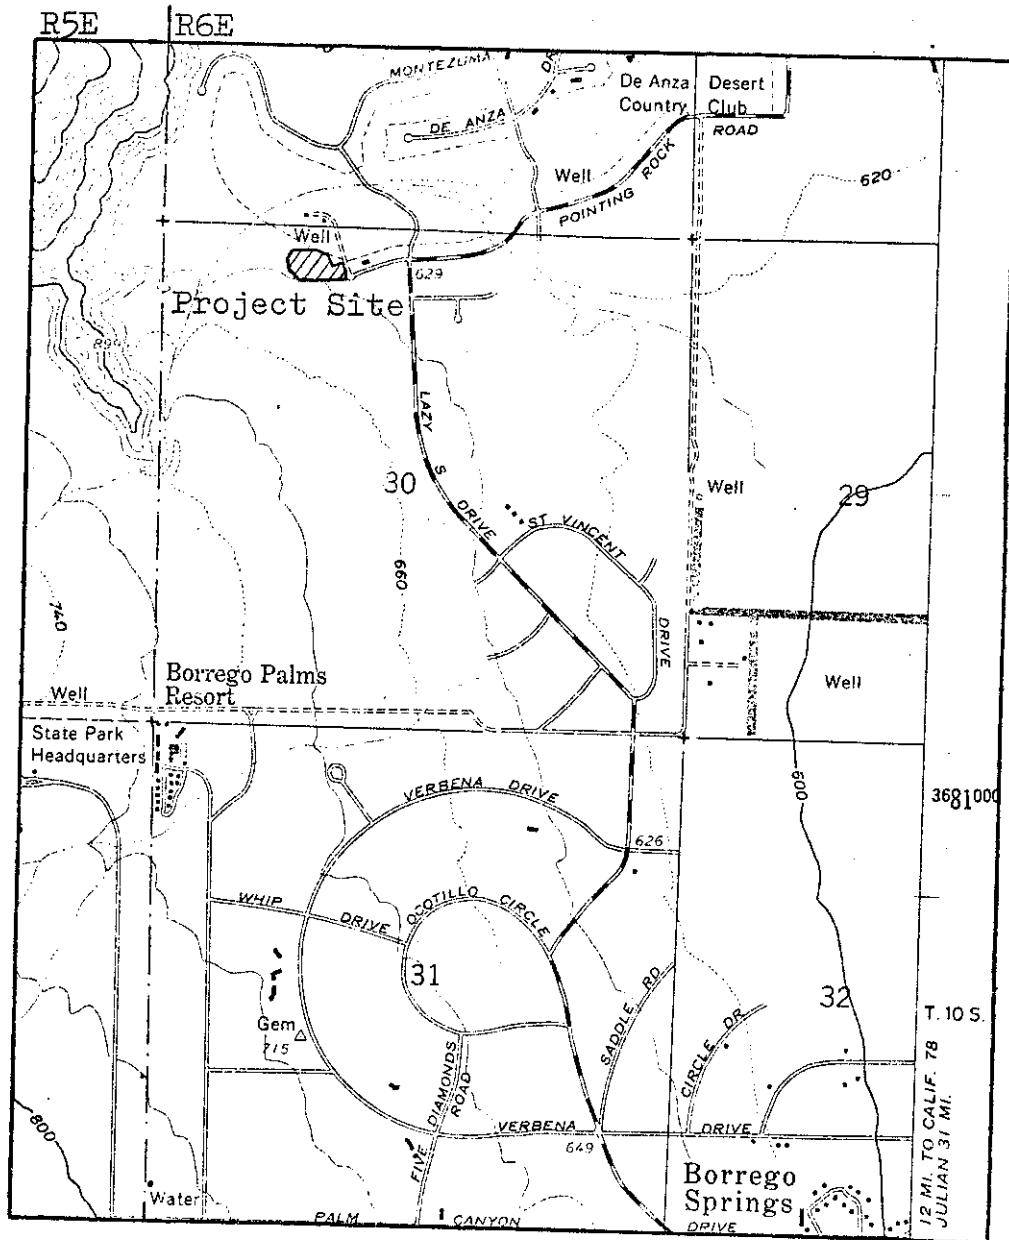 R5E R6E
MONTEZUMA
DR
De Anza Desert
Country Club
DE ANZA
ROAD
Well
POINTING ROCK
620
Well
629
Project Site
LAZY S DRIVE
30
Well
29
ST VINCENT DRIVE
660
740
Borrego Palms
Resort
Well
Well
State Park
Headquarters
VERBENA DRIVE
600
3681000
626
WHIP DRIVE
OCOTILLO CIRCLE
31
32
SADDLE RD
CIRCLE DR
T. 10 S.
Gem
715
FIVE DIAMONDS
ROAD
800
VERBENA DRIVE
649
Borrego
Springs
12 MI. TO CALIF. 78
JULIAN 31 MI.
Water
PALM CANYON DRIVE